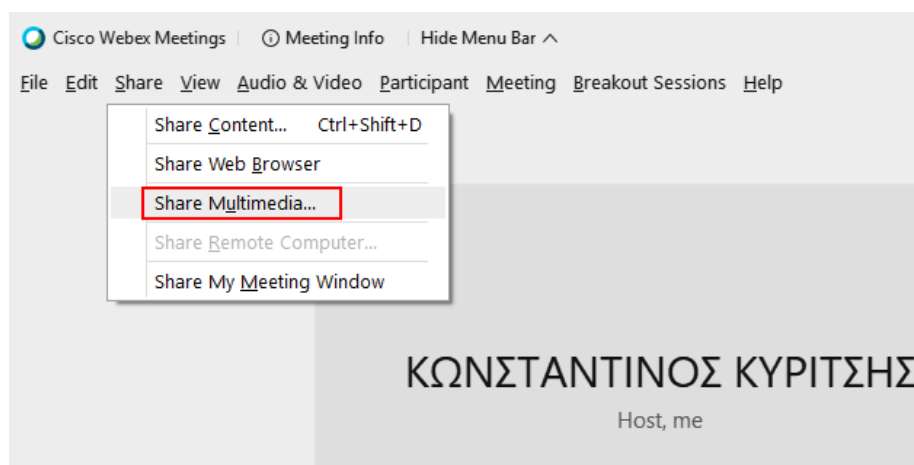 Cisco Webex Meetings Meeting Info Hide Menu Bar
File Edit Share View Audio & Video Participant Meeting Breakout Sessions Help
Share Content... Ctrl+Shift+D
Share Web Browser
Share Multimedia...
Share Remote Computer...
Share My Meeting Window
ΚΩΝΣΤΑΝΤΙΝΟΣ ΚΥΡΙΤΣΗΣ
Host, me